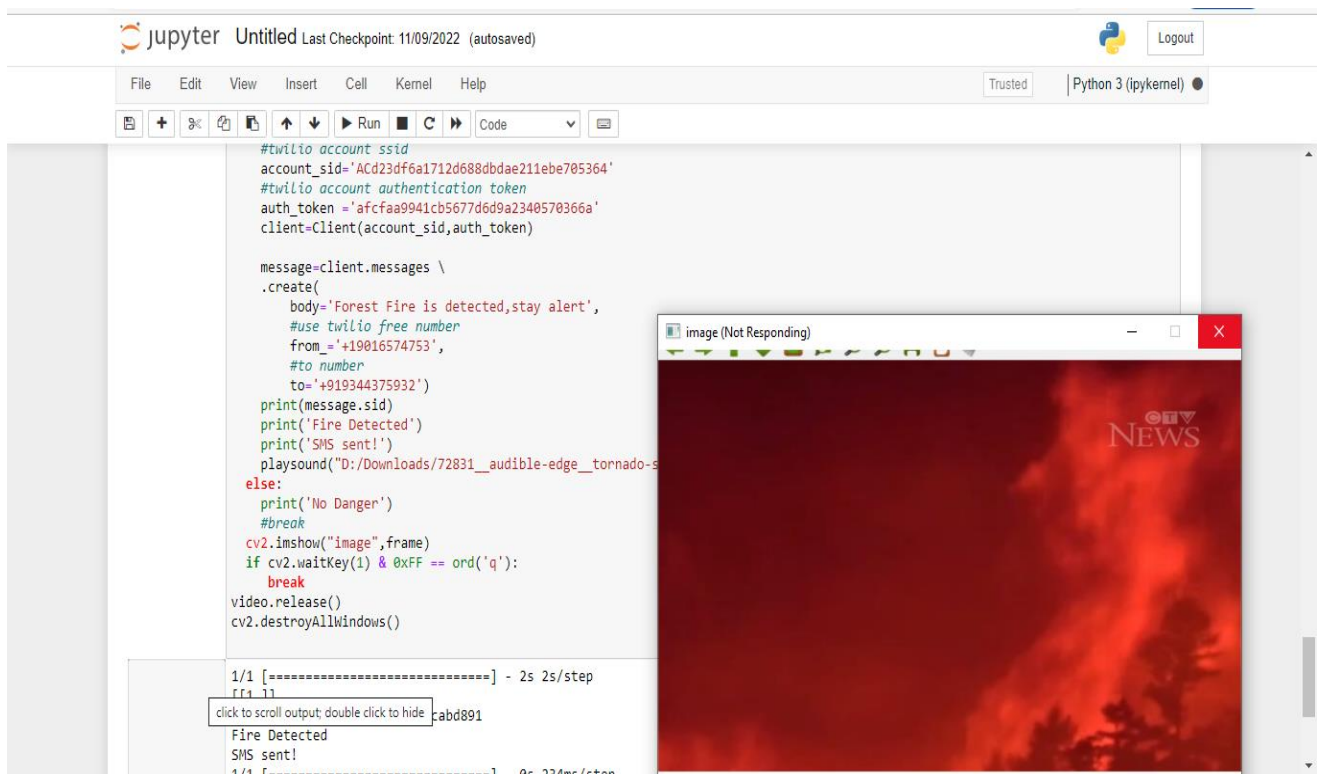 jupyter Untitled Last Checkpoint: 11/09/2022 (autosaved)
Logout
File Edit View Insert Cell Kernel Help
Trusted Python 3 (ipykernel)
Run Code
#twilio account ssid
account_sid='ACd23df6a1712d688dbdae211ebe705364'
#twilio account authentication token
auth_token ='afcfaa9941cb5677d6d9a2340570366a'
client=Client(account_sid,auth_token)
message=client.messages \
.create(
body='Forest Fire is detected,stay alert',
#use twilio free number
from_='+19016574753',
#to number
to='+919344375932')
print(message.sid)
print('Fire Detected')
print('SMS sent!')
playsound("D:/Downloads/72831__audible-edge__tornado-s
else:
print('No Danger')
#break
cv2.imshow("image",frame)
if cv2.waitKey(1) & 0xFF == ord('q'):
break
video.release()
cv2.destroyAllWindows()
image (Not Responding)
CTV
NEWS
1/1 [==============================] - 2s 2s/step
[[1.]]
click to scroll output; double click to hide
cabd891
Fire Detected
SMS sent!
1/1 [==============================] - 0s 234ms/step